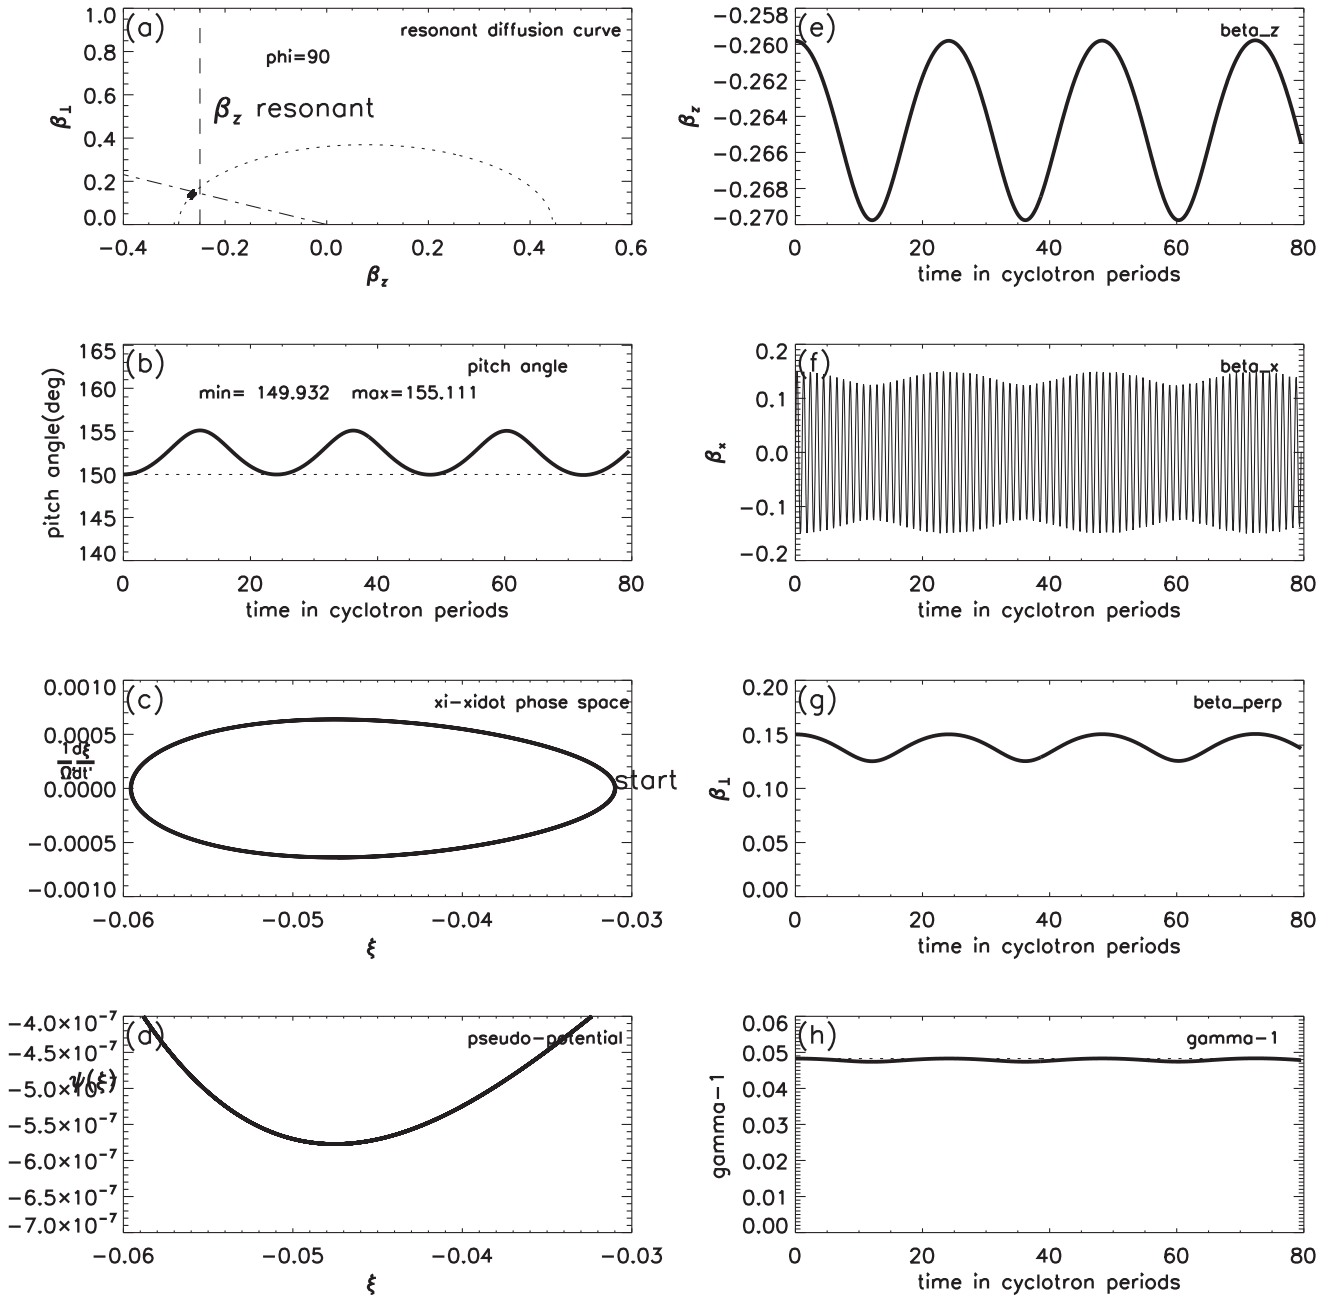 (a)
resonant diffusion curve
phi=90
β_z resonant
1.0
0.8
0.6
0.4
0.2
0.0
β⊥
−0.4 −0.2 0.0 0.2 0.4 0.6
β_z
(e)
beta_z
−0.258
−0.260
−0.262
−0.264
−0.266
−0.268
−0.270
β_z
0 20 40 60 80
time in cyclotron periods
(b)
pitch angle
min= 149.932 max=155.111
165
160
155
150
145
140
pitch angle(deg)
0 20 40 60 80
time in cyclotron periods
(f)
beta_x
0.2
0.1
0.0
−0.1
−0.2
β_x
0 20 40 60 80
time in cyclotron periods
(c)
xi−xidot phase space
0.0010
0.0005
0.0000
−0.0005
−0.0010
1 dξ
Ω dt'
start
−0.06 −0.05 −0.04 −0.03
ξ
(g)
beta_perp
0.20
0.15
0.10
0.05
0.00
β⊥
0 20 40 60 80
time in cyclotron periods
(d)
pseudo−potential
−4.0×10⁻⁷
−4.5×10⁻⁷
−5.0×10⁻⁷
−5.5×10⁻⁷
−6.0×10⁻⁷
−6.5×10⁻⁷
−7.0×10⁻⁷
ψ(ξ)
−0.06 −0.05 −0.04 −0.03
ξ
(h)
gamma−1
0.06
0.05
0.04
0.03
0.02
0.01
0.00
gamma−1
0 20 40 60 80
time in cyclotron periods